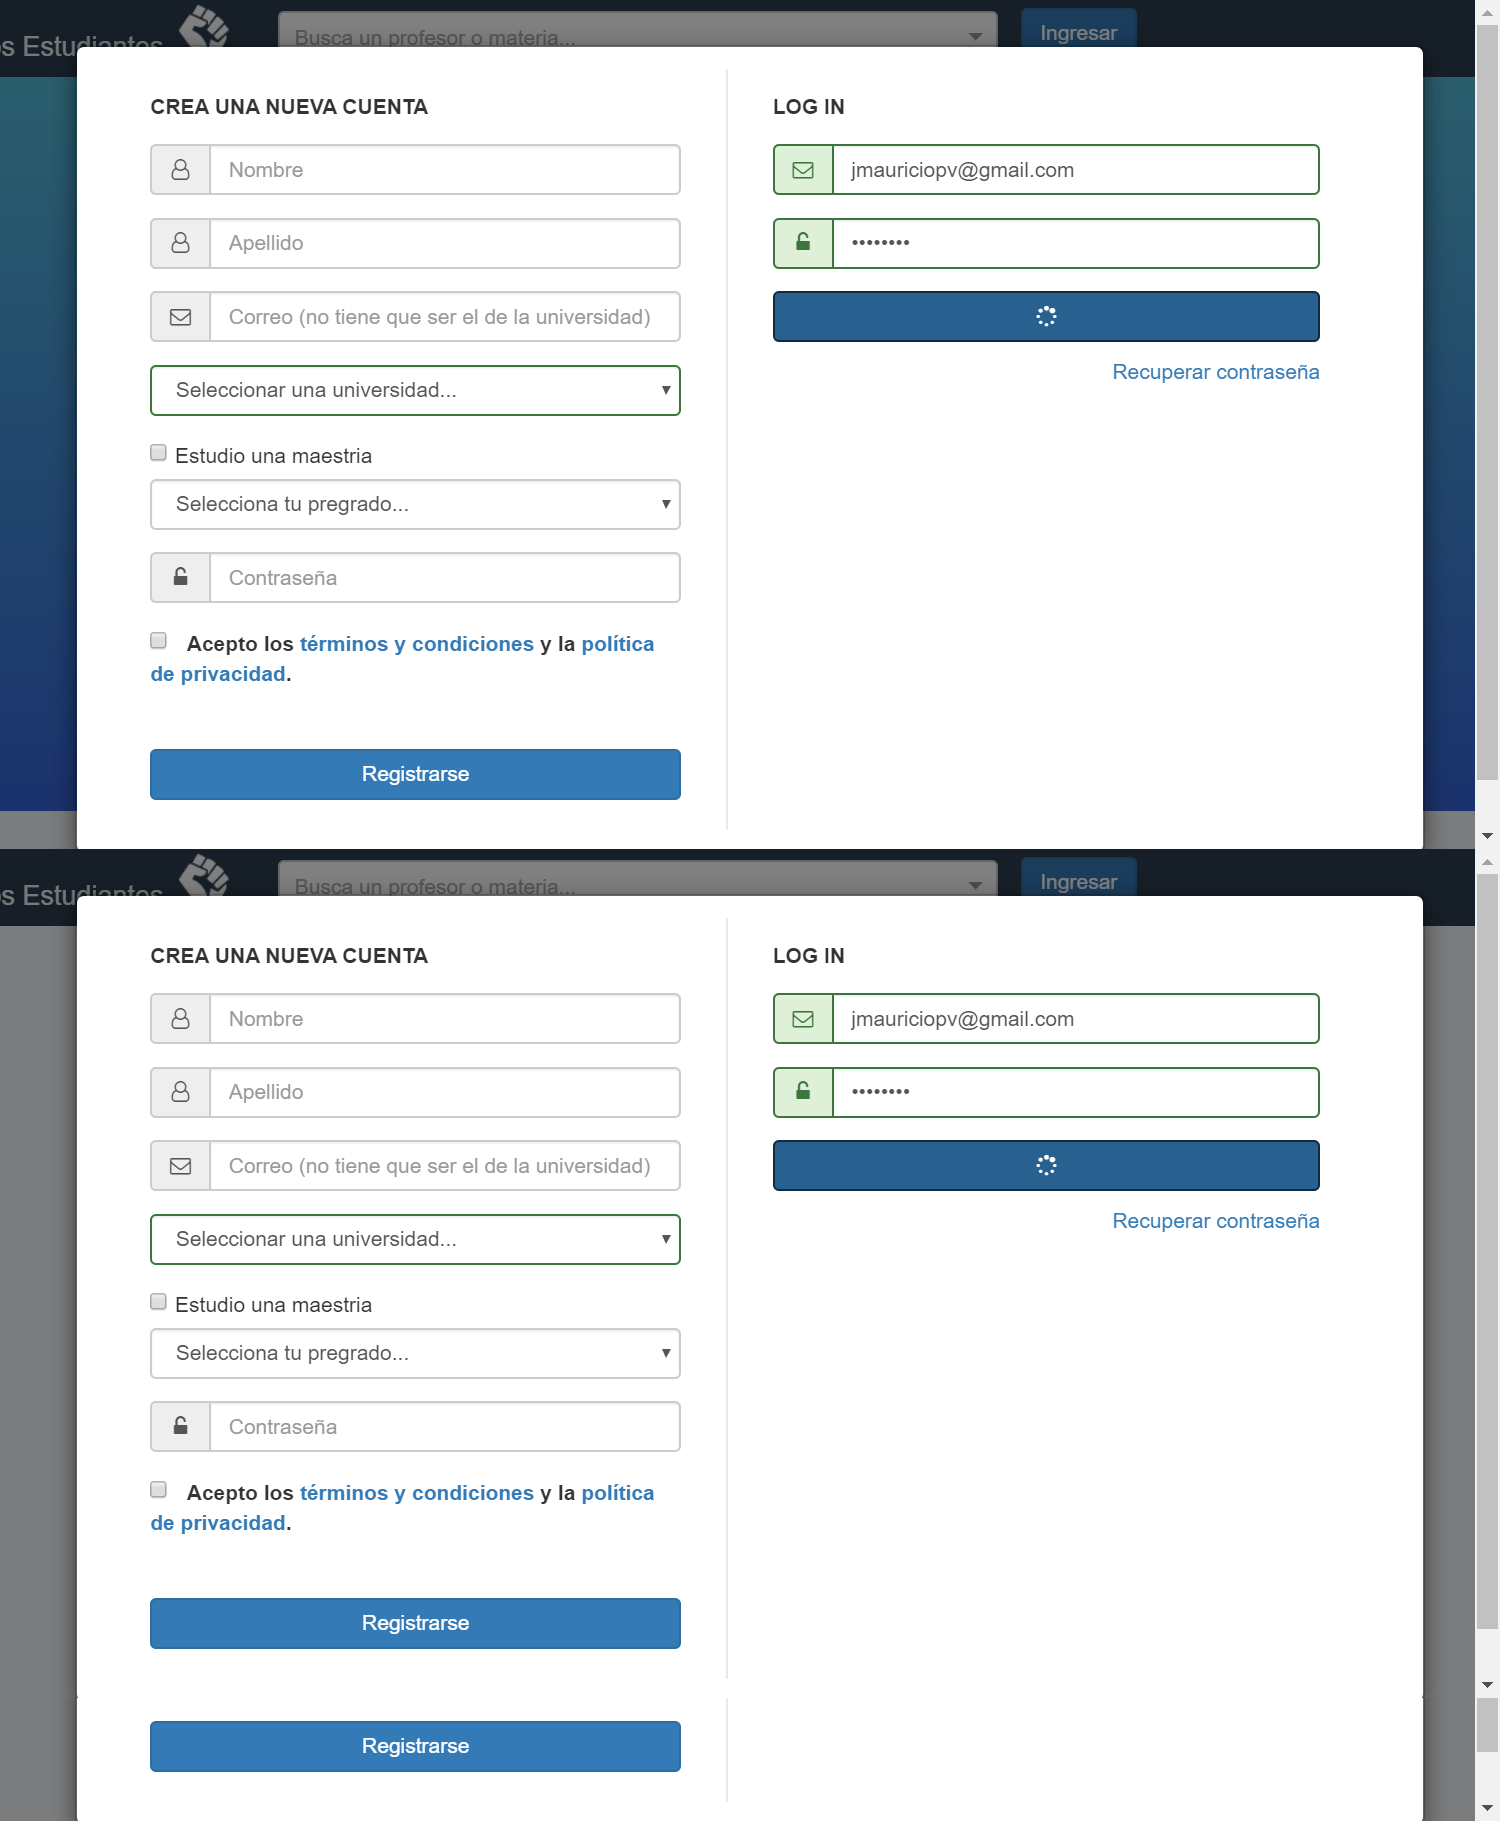 os Estudiantes
Busca un profesor o materia...
Ingresar
CREA UNA NUEVA CUENTA
Nombre
Apellido
Correo (no tiene que ser el de la universidad)
Seleccionar una universidad...
Estudio una maestria
Selecciona tu pregrado...
Contraseña
Acepto los términos y condiciones y la política
de privacidad.
Registrarse
LOG IN
jmauriciopv@gmail.com
••••••••
Recuperar contraseña
os Estudiantes
Busca un profesor o materia...
Ingresar
CREA UNA NUEVA CUENTA
Nombre
Apellido
Correo (no tiene que ser el de la universidad)
Seleccionar una universidad...
Estudio una maestria
Selecciona tu pregrado...
Contraseña
Acepto los términos y condiciones y la política
de privacidad.
Registrarse
LOG IN
jmauriciopv@gmail.com
••••••••
Recuperar contraseña
Registrarse